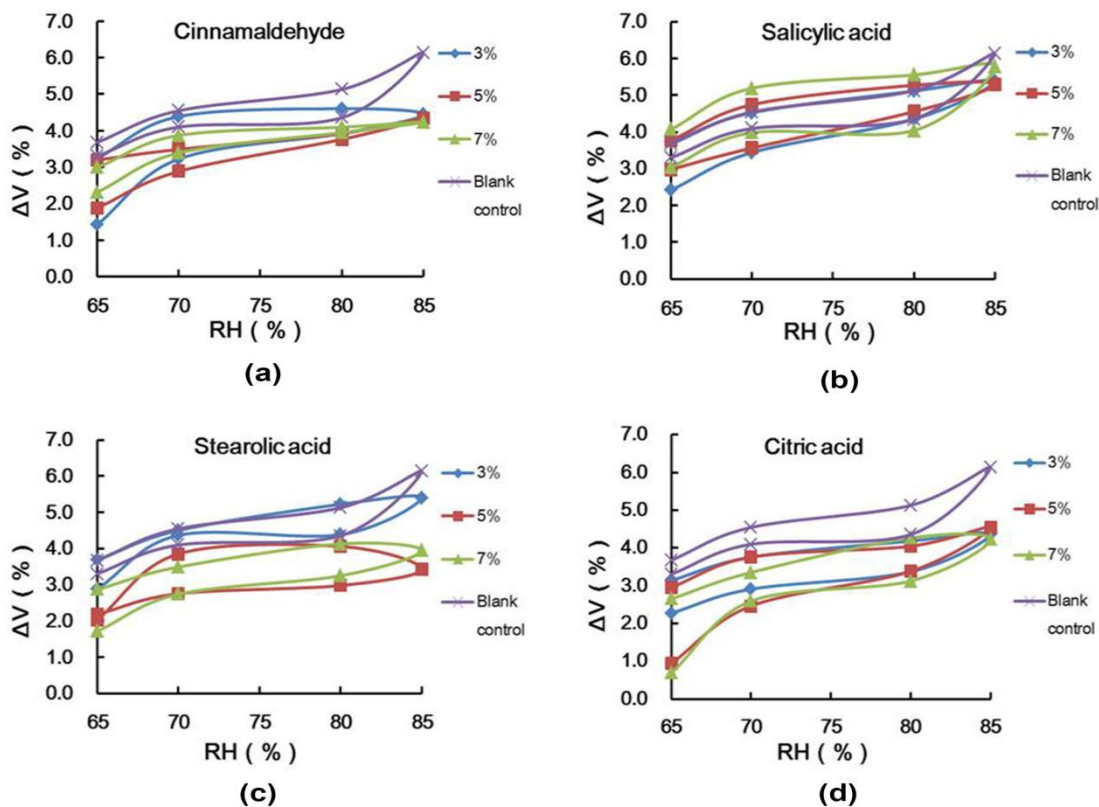 Cinnamaldehyde
7.0
6.0
5.0
4.0
3.0
2.0
1.0
0.0
ΔV ( % )
65 70 75 80 85
RH ( % )
3%
5%
7%
Blank
control
(a)
Salicylic acid
7.0
6.0
5.0
4.0
3.0
2.0
1.0
0.0
ΔV ( % )
65 70 75 80 85
RH ( % )
3%
5%
7%
Blank
control
(b)
Stearolic acid
7.0
6.0
5.0
4.0
3.0
2.0
1.0
0.0
ΔV ( % )
65 70 75 80 85
RH ( % )
3%
5%
7%
Blank
control
(c)
Citric acid
7.0
6.0
5.0
4.0
3.0
2.0
1.0
0.0
ΔV ( % )
65 70 75 80 85
RH ( % )
3%
5%
7%
Blank
control
(d)